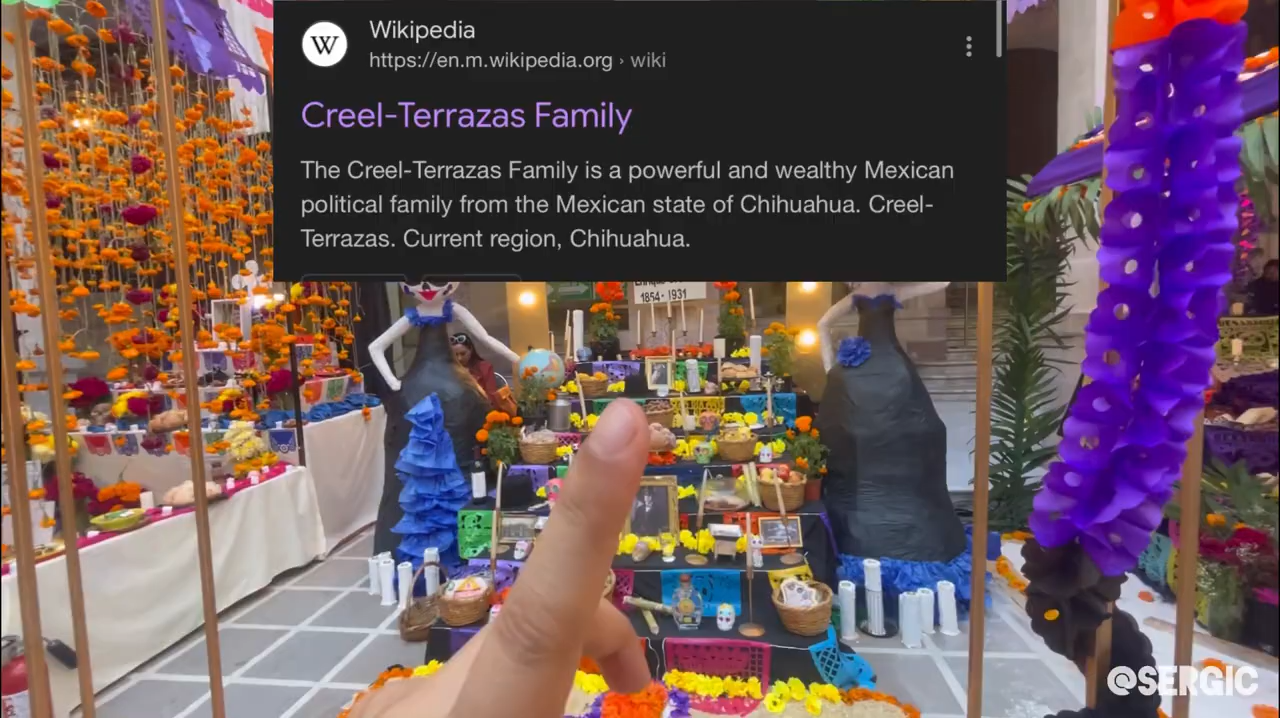 W
Wikipedia
https://en.m.wikipedia.org › wiki
Creel-Terrazas Family
The Creel-Terrazas Family is a powerful and wealthy Mexican
political family from the Mexican state of Chihuahua. Creel-
Terrazas. Current region, Chihuahua.
1854-1931
@SERGIC